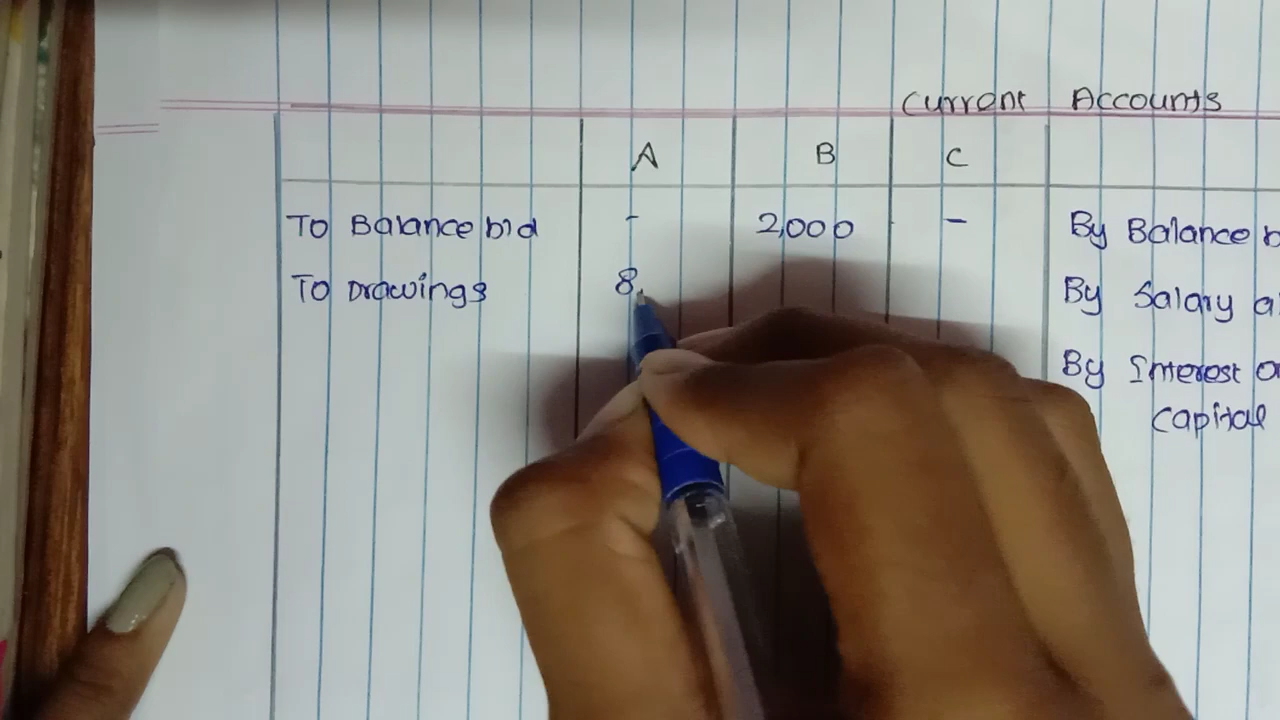 Current Accounts
A B C
To Balance b/d - 2,000 - By Balance b
To Drawings 8, By Salary a
By Interest o
capital